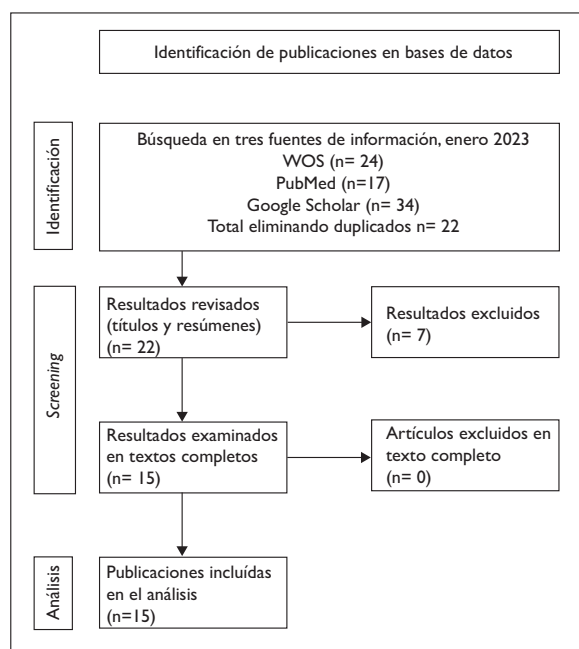 Identificación de publicaciones en bases de datos
Identificación
Búsqueda en tres fuentes de información, enero 2023
WOS (n= 24)
PubMed (n=17)
Google Scholar (n= 34)
Total eliminando duplicados n= 22
Screening
Resultados revisados
(títulos y resúmenes)
(n= 22)
Resultados excluidos
(n= 7)
Resultados examinados
en textos completos
(n= 15)
Artículos excluidos en
texto completo
(n= 0)
Análisis
Publicaciones incluídas
en el análisis
(n=15)